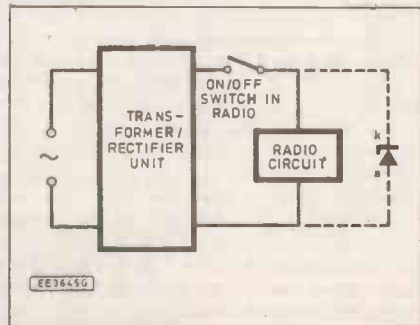 TRANS-
FORMER/
RECTIFIER
UNIT
ON/OFF
SWITCH IN
RADIO
RADIO
CIRCUIT
k
a
~
EE3645G